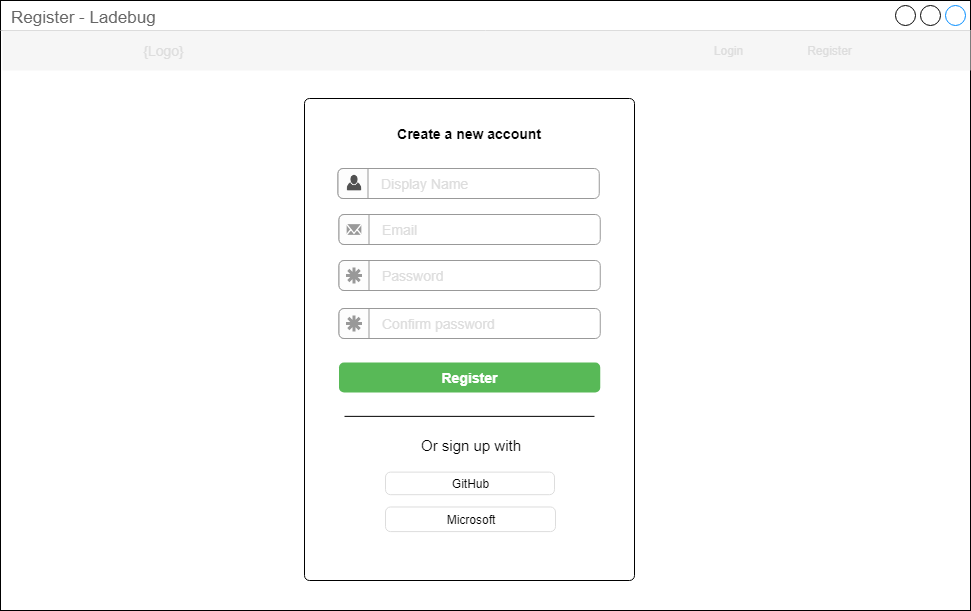 Register - Ladebug
{Logo}
Login
Register
Create a new account
Display Name
Email
Password
Confirm password
Register
Or sign up with
GitHub
Microsoft